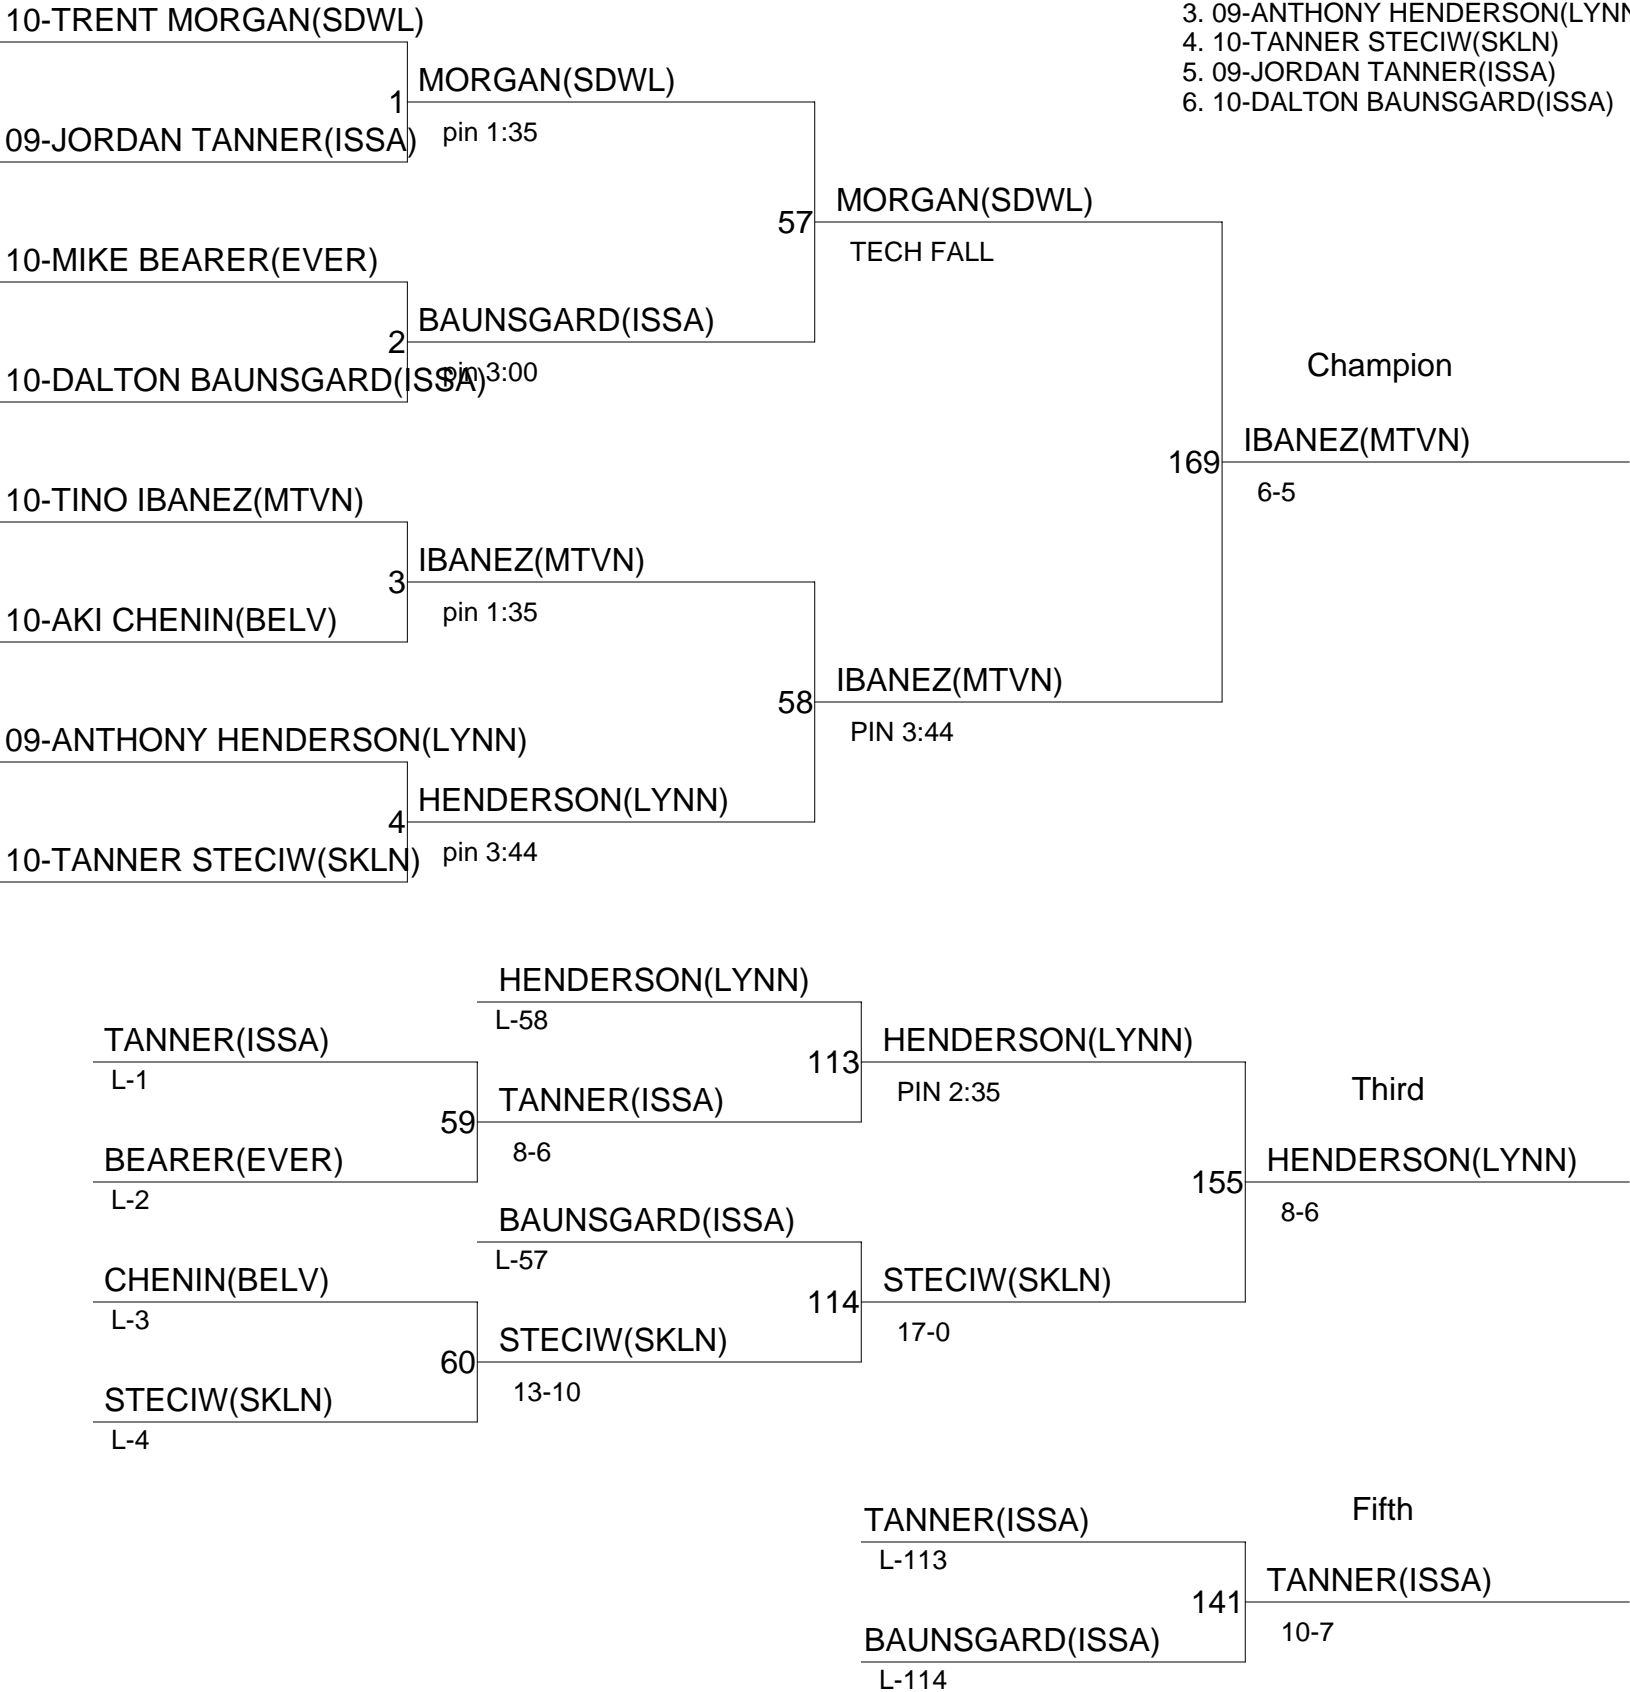 10-TRENT MORGAN(SDWL)
3. 09-ANTHONY HENDERSON(LYNN
4. 10-TANNER STECIW(SKLN)
5. 09-JORDAN TANNER(ISSA)
6. 10-DALTON BAUNSGARD(ISSA)
MORGAN(SDWL)
1
pin 1:35
09-JORDAN TANNER(ISSA)
MORGAN(SDWL)
57
TECH FALL
10-MIKE BEARER(EVER)
BAUNSGARD(ISSA)
2
pin 3:00
10-DALTON BAUNSGARD(ISSA)
Champion
IBANEZ(MTVN)
169
6-5
10-TINO IBANEZ(MTVN)
IBANEZ(MTVN)
3
pin 1:35
10-AKI CHENIN(BELV)
IBANEZ(MTVN)
58
PIN 3:44
09-ANTHONY HENDERSON(LYNN)
HENDERSON(LYNN)
4
pin 3:44
10-TANNER STECIW(SKLN)
HENDERSON(LYNN)
L-58
TANNER(ISSA)
L-1
HENDERSON(LYNN)
113
PIN 2:35
Third
TANNER(ISSA)
59
8-6
BEARER(EVER)
L-2
HENDERSON(LYNN)
155
8-6
BAUNSGARD(ISSA)
L-57
CHENIN(BELV)
L-3
STECIW(SKLN)
114
17-0
STECIW(SKLN)
60
13-10
STECIW(SKLN)
L-4
Fifth
TANNER(ISSA)
L-113
TANNER(ISSA)
141
10-7
BAUNSGARD(ISSA)
L-114